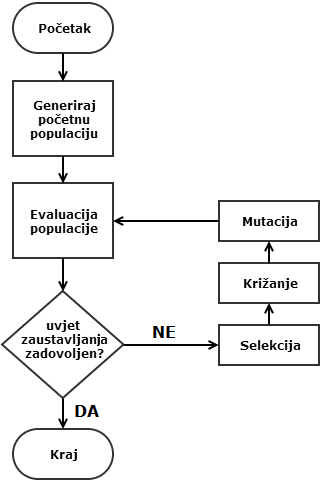 Početak
Generiraj
početnu
populaciju
Evaluacija
populacije
uvjet
zaustavljanja
zadovoljen?
NE
Selekcija
Križanje
Mutacija
DA
Kraj